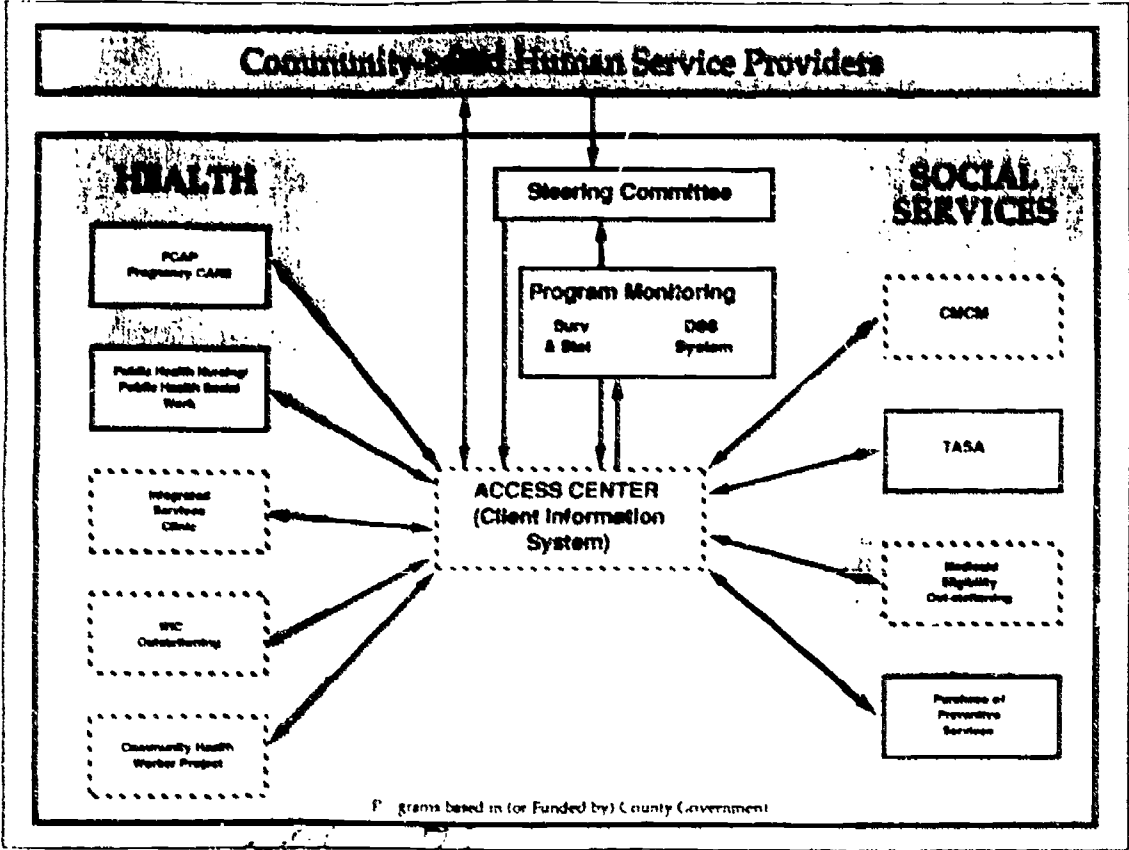 Community-based Human Service Providers
HEALTH
SOCIAL
SERVICES
Steering Committee
PCAP
Pregnancy CARE
Program Monitoring
Surv
& Stat
DSS
System
CMCM
Public Health Nursing/
Public Health Social
Work
TASA
ACCESS CENTER
(Client Information
System)
Integrated
Services
Clinic
Medicaid
Eligibility
Out-stationing
WIC
Outstationing
Purchase of
Preventive
Services
Community Health
Worker Project
grams based in (or Funded by) County Government